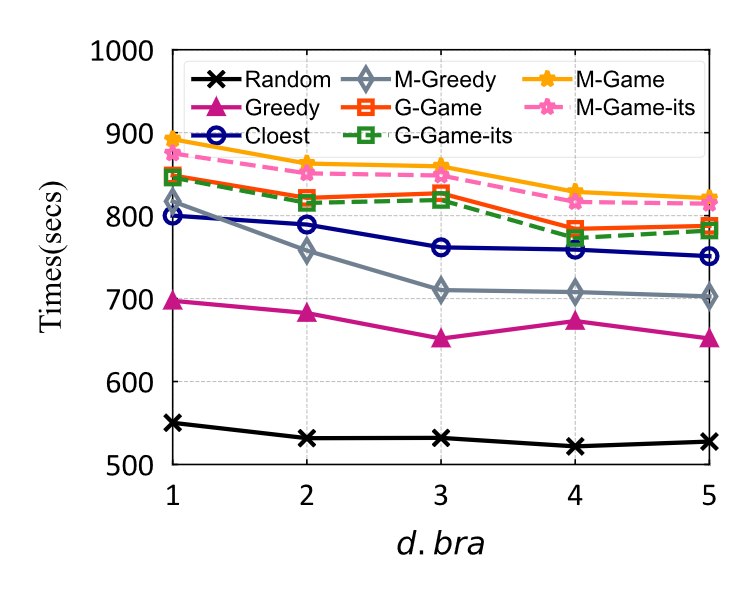 1000
Random M-Greedy M-Game
Greedy G-Game M-Game-its
Cloest G-Game-its
900
800
700
600
500
Times(secs)
1 2 3 4 5
d.bra